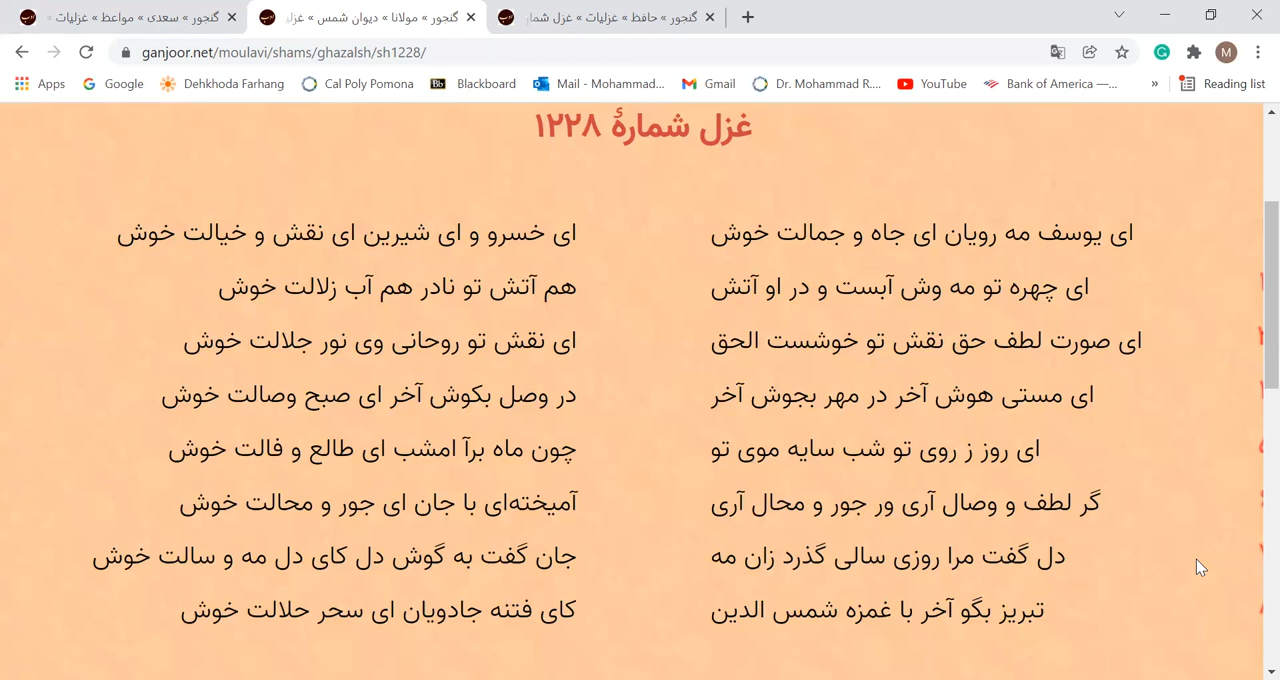 گنجور » سعدی » مواعظ » غزلیات »
گنجور » مولانا » دیوان شمس » غزلی
گنجور » حافظ » غزلیات » غزل شمار
ganjoor.net/moulavi/shams/ghazalsh/sh1228/
M
Apps Google Dehkhoda Farhang Cal Poly Pomona Bb Blackboard Mail - Mohammad... Gmail Dr. Mohammad R.... YouTube Bank of America —... » Reading list
غزل شمارهٔ ۱۲۲۸
ای یوسف مه رویان ای جاه و جمالت خوش ای خسرو و ای شیرین ای نقش و خیالت خوش
ای چهره تو مه وش آبست و در او آتش هم آتش تو نادر هم آب زلالت خوش
ای صورت لطف حق نقش تو خوشست الحق ای نقش تو روحانی وی نور جلالت خوش
ای مستی هوش آخر در مهر بجوش آخر در وصل بکوش آخر ای صبح وصالت خوش
ای روز ز روی تو شب سایه موی تو چون ماه برآ امشب ای طالع و فالت خوش
گر لطف و وصال آری ور جور و محال آری آمیخته‌ای با جان ای جور و محالت خوش
دل گفت مرا روزی سالی گذرد زان مه جان گفت به گوش دل کای دل مه و سالت خوش
تبریز بگو آخر با غمزه شمس الدین کای فتنه جادویان ای سحر حلالت خوش